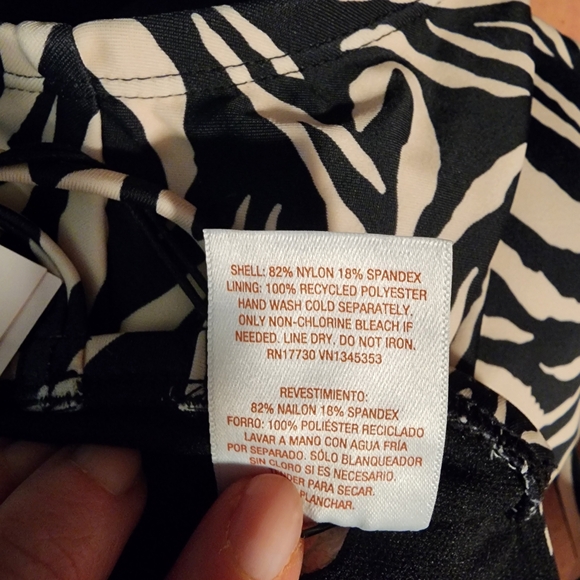 SHELL: 82% NYLON 18% SPANDEX
LINING: 100% RECYCLED POLYESTER
HAND WASH COLD SEPARATELY,
ONLY NON-CHLORINE BLEACH IF
NEEDED. LINE DRY, DO NOT IRON.
RN17730 VN1345353
REVESTIMIENTO:
82% NAILON 18% SPANDEX
FORRO: 100% POLIÉSTER RECICLADO
LAVAR A MANO CON AGUA FRÍA
POR SEPARADO. SÓLO BLANQUEADOR
SIN CLORO SI ES NECESARIO.
TENDER PARA SECAR.
PLANCHAR.